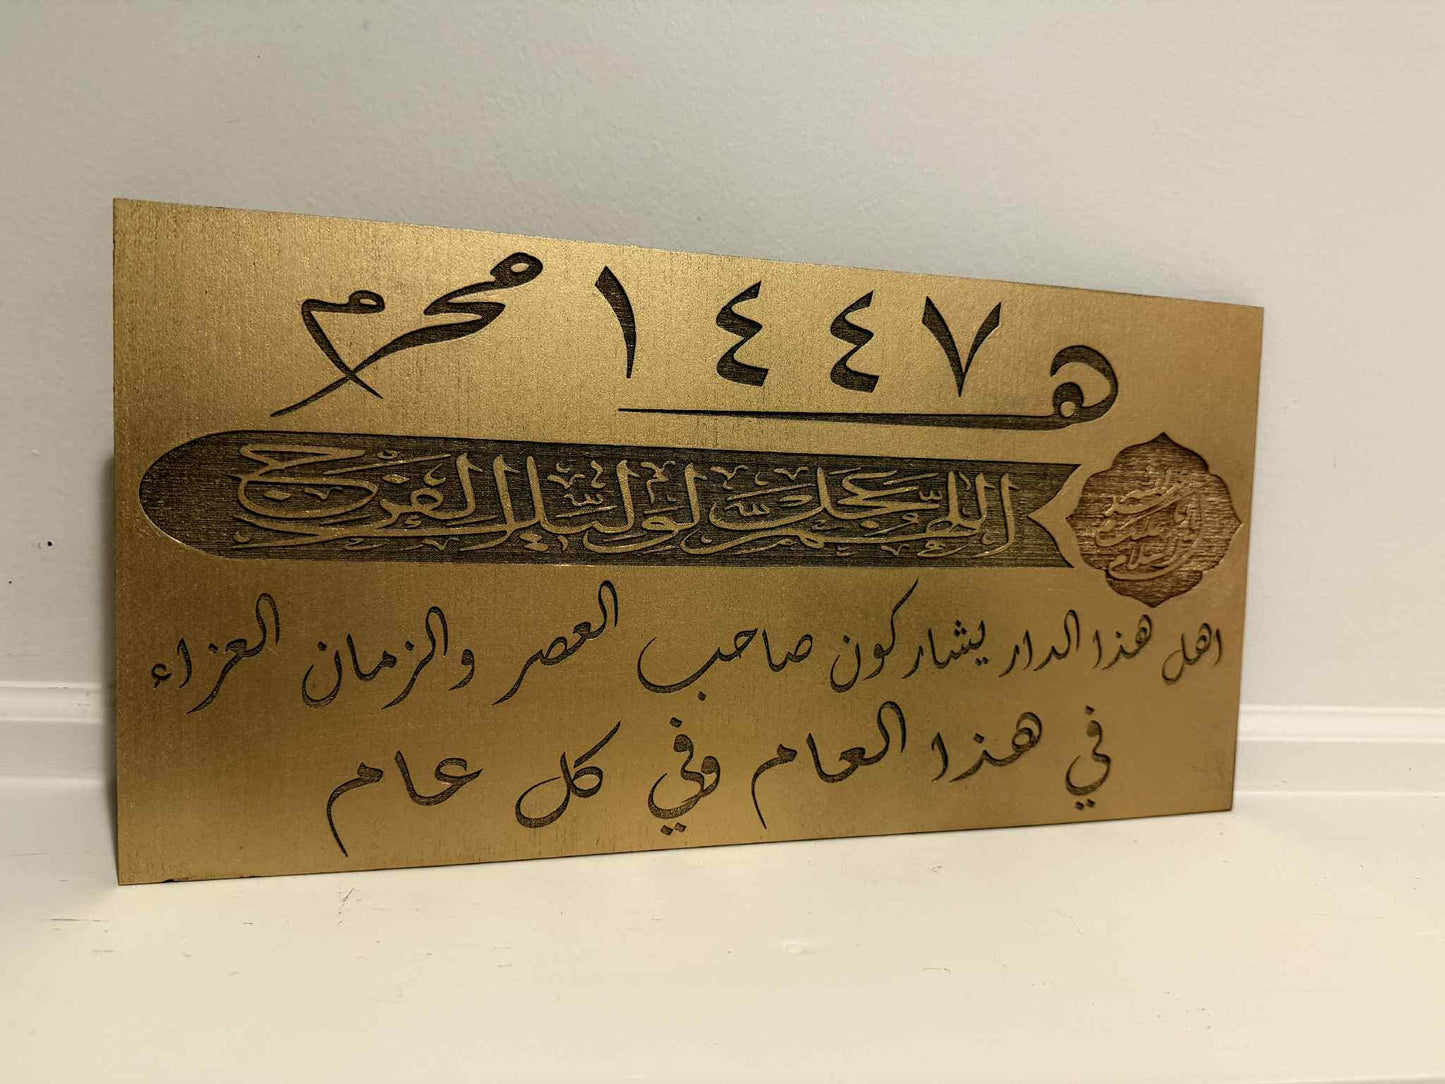 محرم ١٤٤٧ هـ
اللهم عجل لوليك الفرج
اهل هذا الدار يشاركون صاحب العصر والزمان العزاء
في هذا العام وفي كل عام